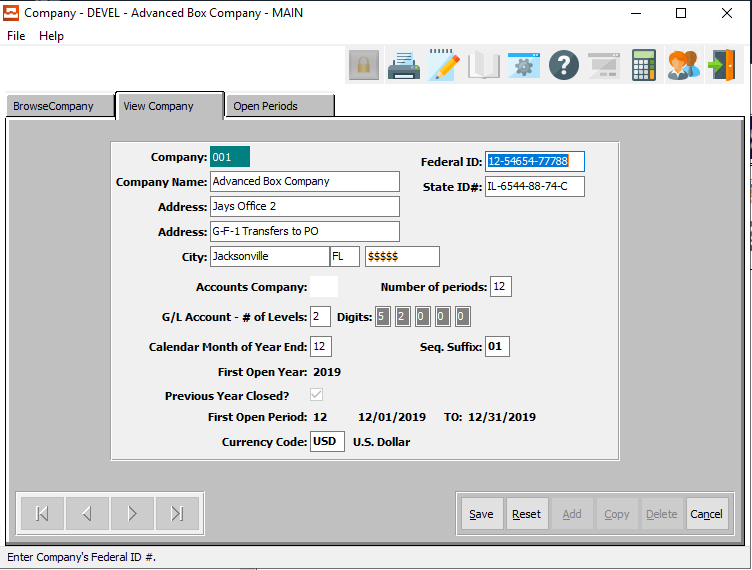 Company - DEVEL - Advanced Box Company - MAIN
File Help
BrowseCompany View Company Open Periods
Company: 001
Federal ID: 12-54654-77788
Company Name: Advanced Box Company
State ID#: IL-6544-88-74-C
Address: Jays Office 2
Address: G-F-1 Transfers to PO
City: Jacksonville FL $$$$$
Accounts Company: Number of periods: 12
G/L Account - # of Levels: 2 Digits: 5 2 0 0 0
Calendar Month of Year End: 12 Seq. Suffix: 01
First Open Year: 2019
Previous Year Closed?
First Open Period: 12 12/01/2019 TO: 12/31/2019
Currency Code: USD U.S. Dollar
Save Reset Add Copy Delete Cancel
Enter Company's Federal ID #.